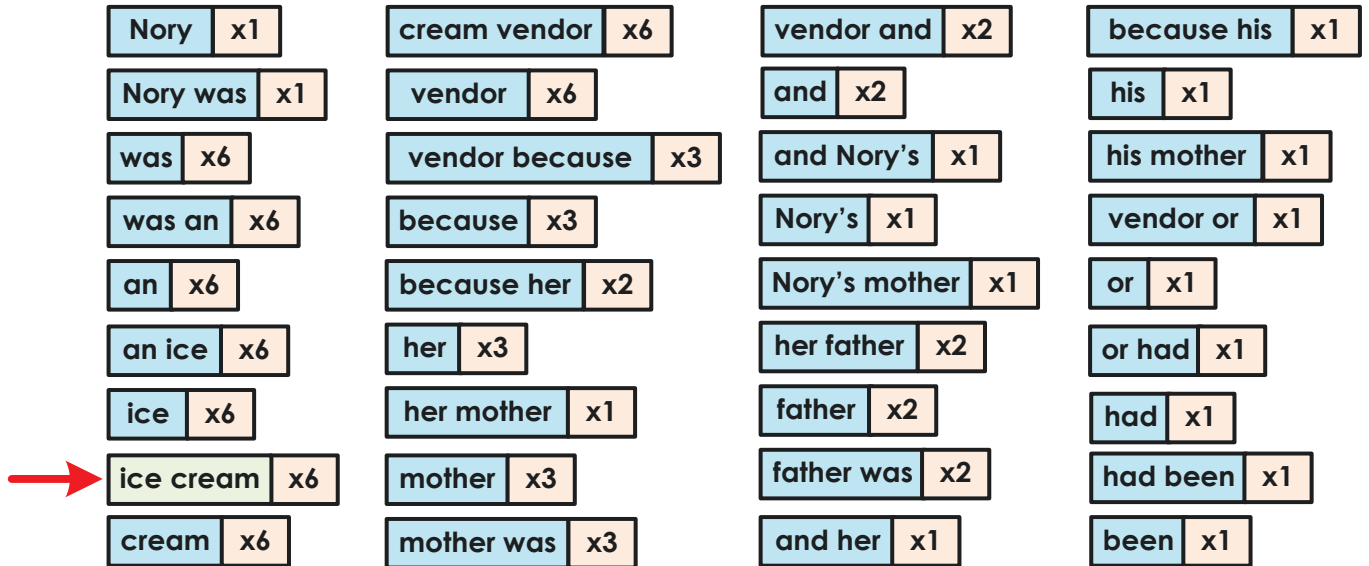 Nory x1
Nory was x1
was x6
was an x6
an x6
an ice x6
ice x6
ice cream x6
cream x6
cream vendor x6
vendor x6
vendor because x3
because x3
because her x2
her x3
her mother x1
mother x3
mother was x3
vendor and x2
and x2
and Nory's x1
Nory's x1
Nory's mother x1
her father x2
father x2
father was x2
and her x1
because his x1
his x1
his mother x1
vendor or x1
or x1
or had x1
had x1
had been x1
been x1